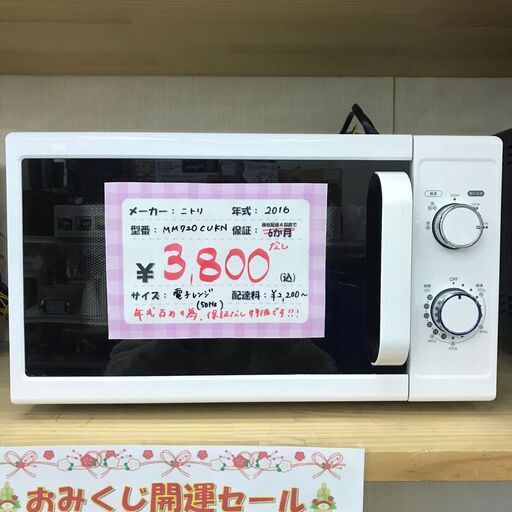 メーカー: ニトリ 年式: 2016
型番: MM720CUKN 保証: 6か月
なし
¥3,800(込)
サイズ: 電子レンジ 配達料: ¥2,200~
(50Hz)
年式古め為、保証なし特価です!!!
OFF
おみくじ開運セール